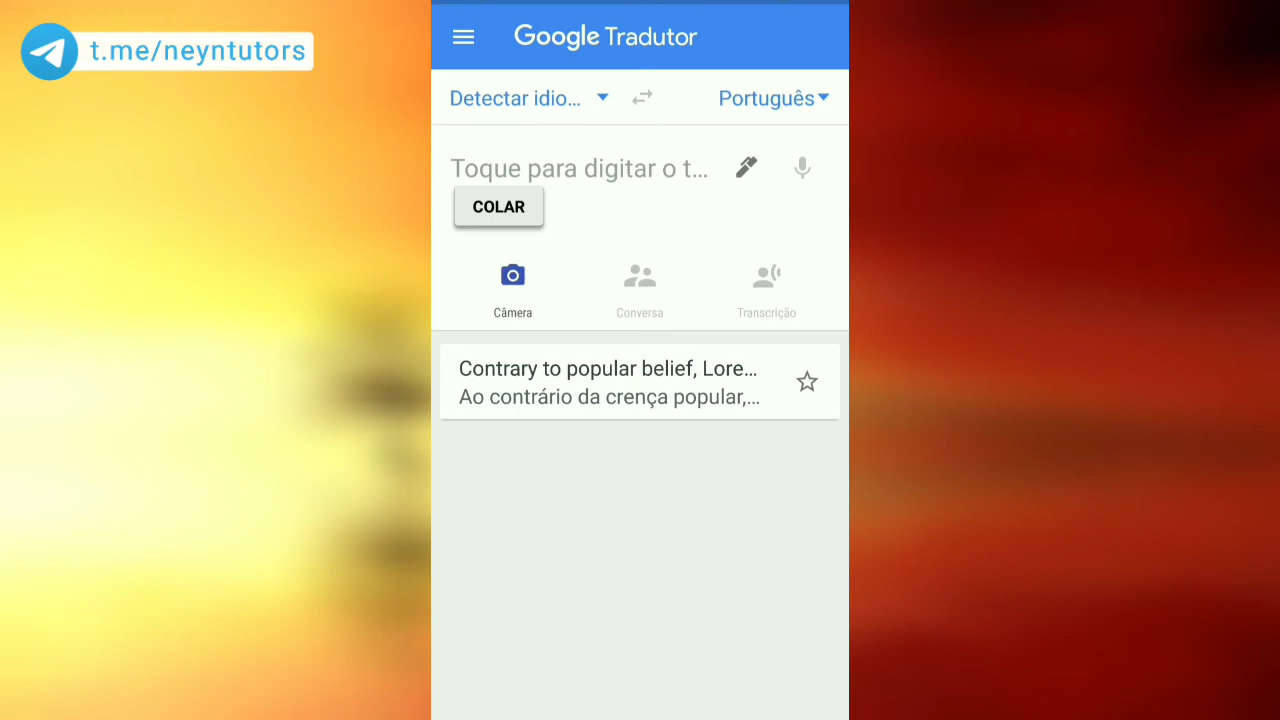 t.me/neyntutors
Google Tradutor
Detectar idio... Português
Toque para digitar o t...
COLAR
Câmera Conversa Transcrição
Contrary to popular belief, Lore...
Ao contrário da crença popular,...